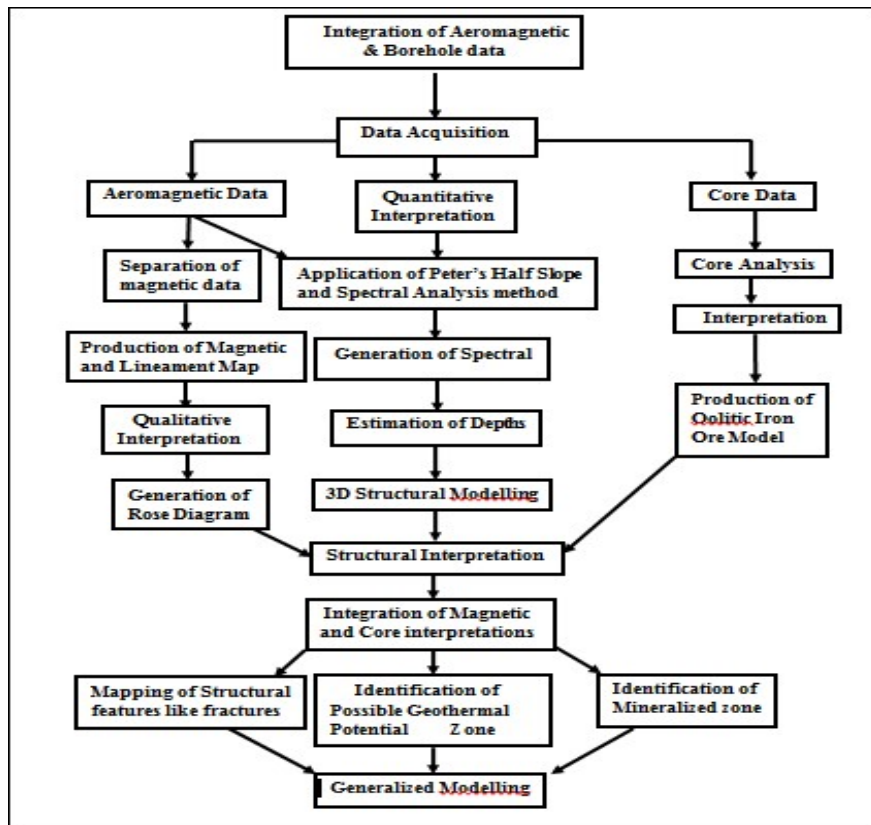 Integration of Aeromagnetic
& Borehole data
Data Acquisition
Aeromagnetic Data
Quantitative
Interpretation
Core Data
Separation of
magnetic data
Application of Peter's Half Slope
and Spectral Analysis method
Core Analysis
Interpretation
Production of Magnetic
and Lineament Map
Generation of Spectral
Production of
Oolitic Iron
Ore Model
Qualitative
Interpretation
Estimation of Depths
Generation of
Rose Diagram
3D Structural Modelling
Structural Interpretation
Integration of Magnetic
and Core interpretations
Mapping of Structural
features like fractures
Identification of
Possible Geothermal
Potential Zone
Identification of
Mineralized zone
Generalized Modelling